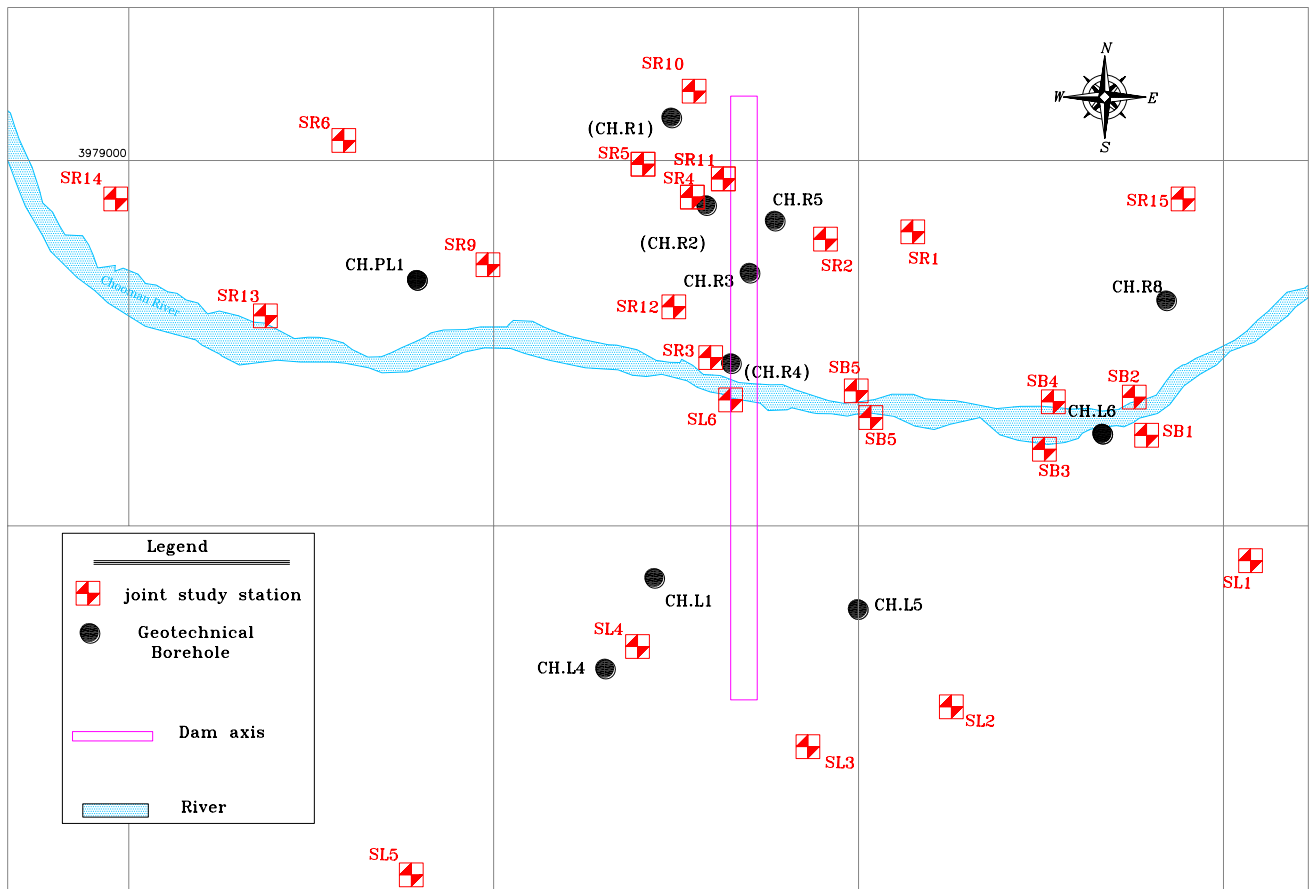 N
SR10
W
E
(CH.R1)
SR6
S
3979000
SR5
SR11
SR14
SR4
CH.R5
SR15
(CH.R2)
SR9
SR2
SR1
CH.PL1
CH.R3
CH.R8
Chooman River
SR13
SR12
SR3
(CH.R4)
SB5
SB4
SB2
SL6
CH.L6
SB5
SB1
SB3
Legend
joint study station
Geotechnical
Borehole
Dam axis
River
SL1
CH.L1
CH.L5
SL4
CH.L4
SL2
SL3
SL5